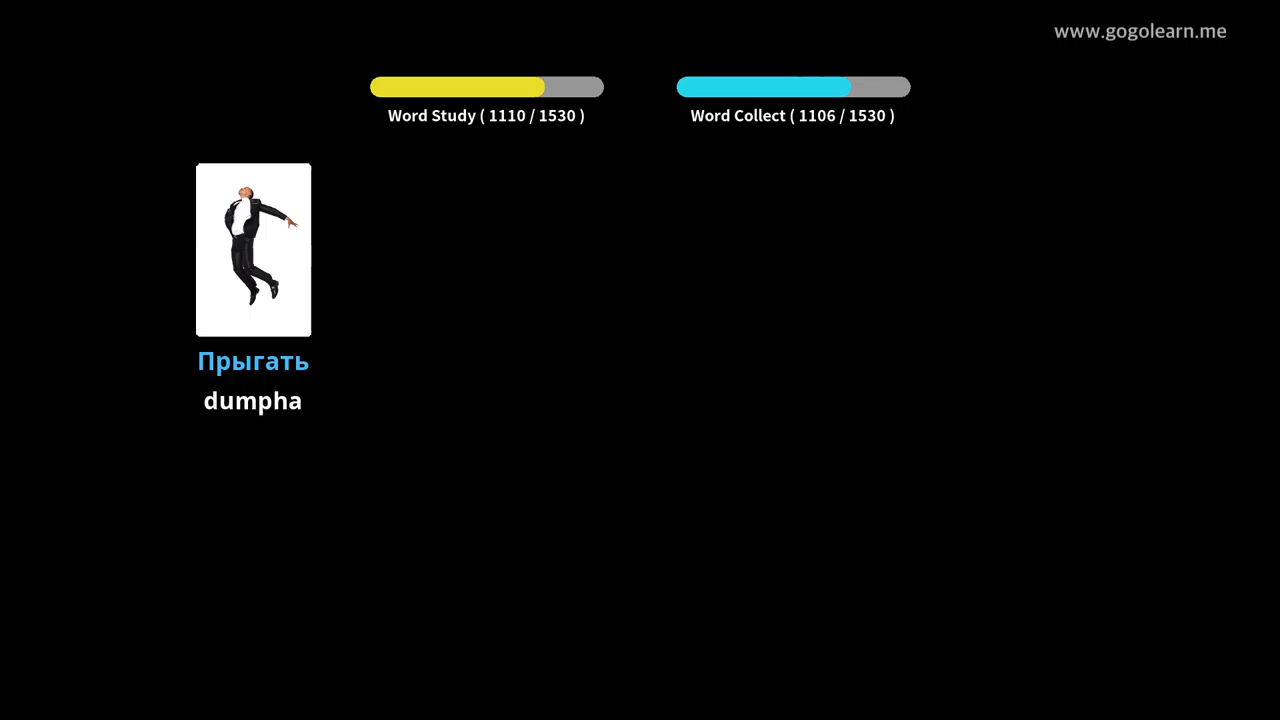 www.gogolearn.me
Word Study ( 1110 / 1530 )
Word Collect ( 1106 / 1530 )
Прыгать
dumpha